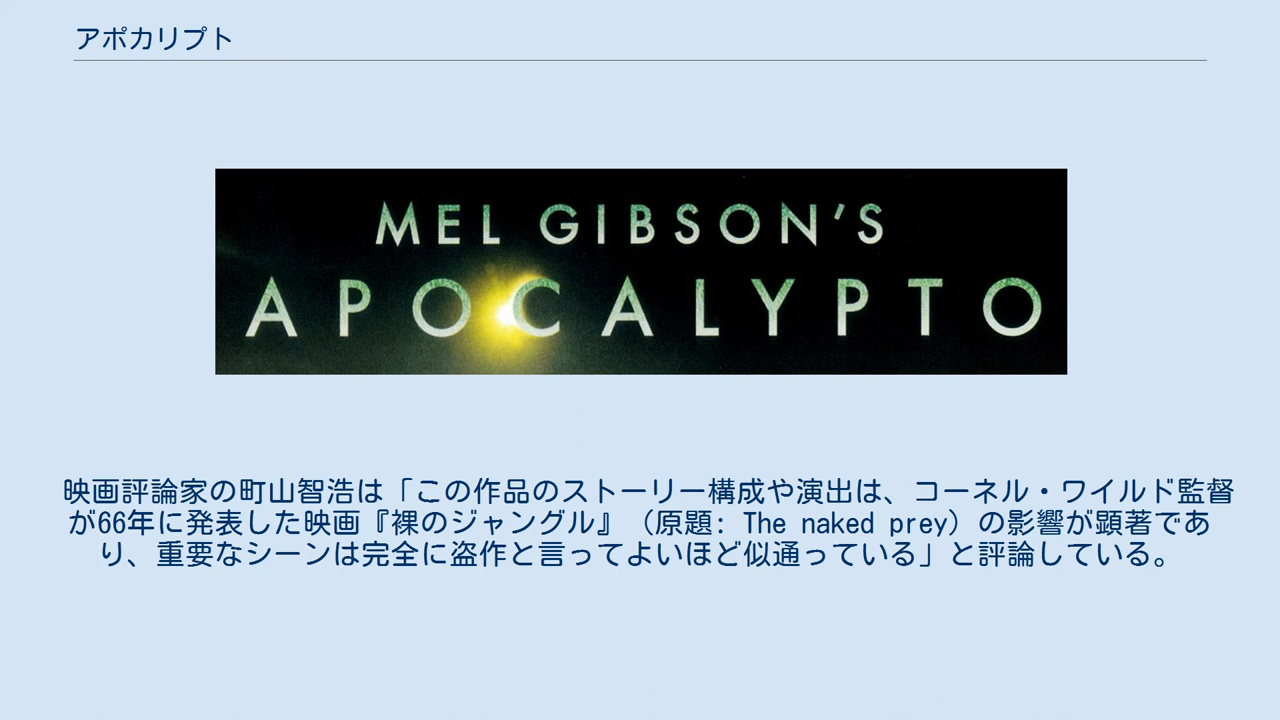 アポカリプト
MEL GIBSON'S
APOCALYPTO
映画評論家の町山智浩は「この作品のストーリー構成や演出は、コーネル・ワイルド監督
が66年に発表した映画『裸のジャングル』（原題: The naked prey）の影響が顕著であ
り、重要なシーンは完全に盗作と言ってよいほど似通っている」と評論している。